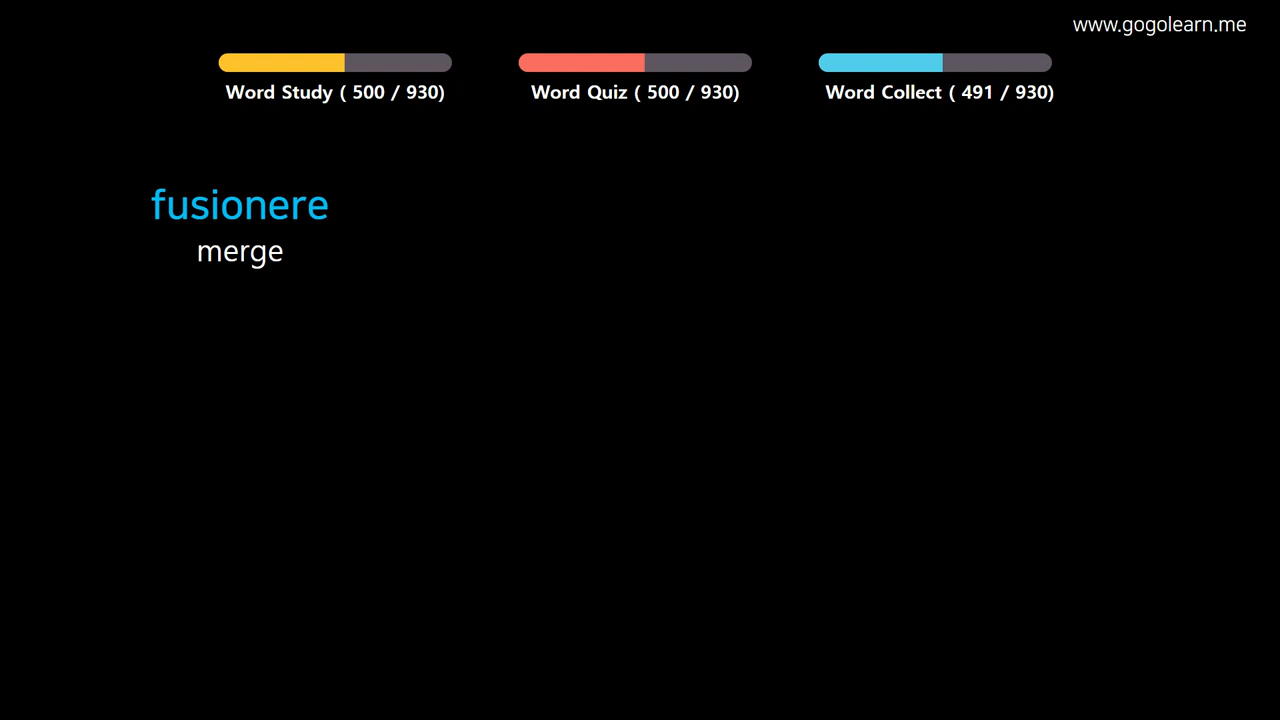 www.gogolearn.me
Word Study ( 500 / 930)
Word Quiz ( 500 / 930)
Word Collect ( 491 / 930)
fusionere
merge